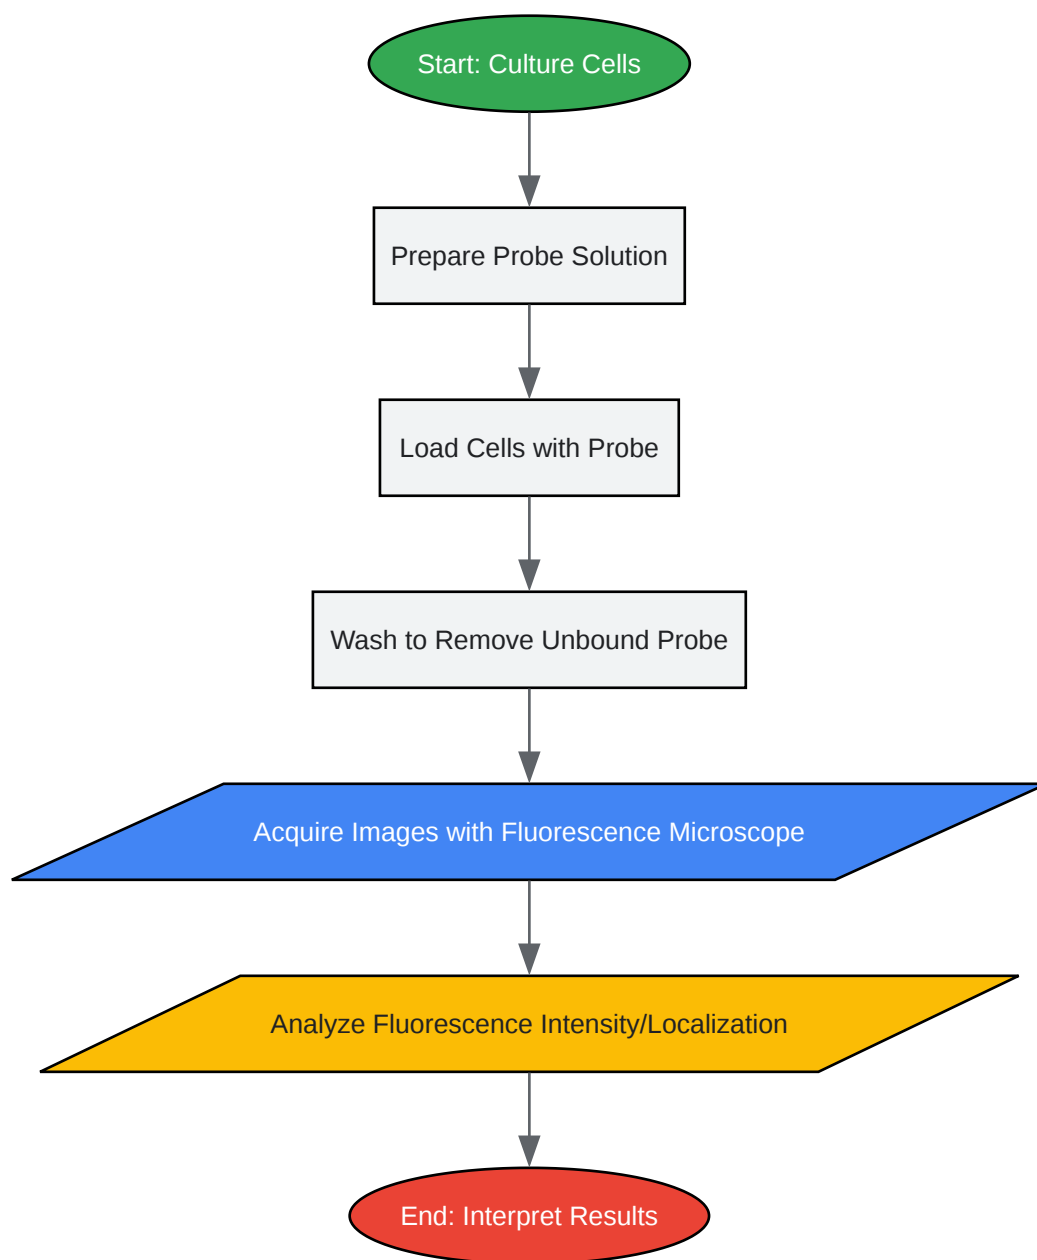 Start: Culture Cells
Prepare Probe Solution
Load Cells with Probe
Wash to Remove Unbound Probe
Acquire Images with Fluorescence Microscope
Analyze Fluorescence Intensity/Localization
End: Interpret Results